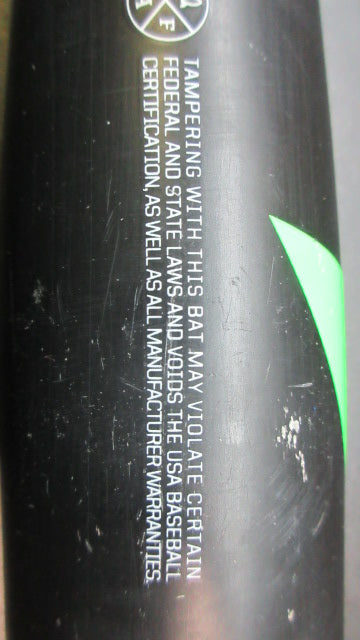 TAMPERING WITH THIS BAT MAY VIOLATE CERTAIN
FEDERAL AND STATE LAWS AND VOIDS THE USA BASEBALL
CERTIFICATION, AS WELL AS ALL MANUFACTURER WARRANTIES.
F